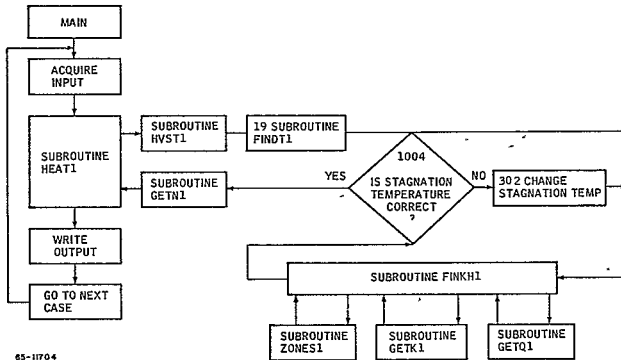 MAIN
ACQUIRE
INPUT
SUBROUTINE
HEAT1
SUBROUTINE
HVST1
19 SUBROUTINE
FINDT1
1004
IS STAGNATION
TEMPERATURE
CORRECT
?
YES
NO
SUBROUTINE
GETN1
302 CHANGE
STAGNATION TEMP
WRITE
OUTPUT
GO TO NEXT
CASE
SUBROUTINE FINKH1
SUBROUTINE
ZONES1
SUBROUTINE
GETK1
SUBROUTINE
GETQ1
65-11704